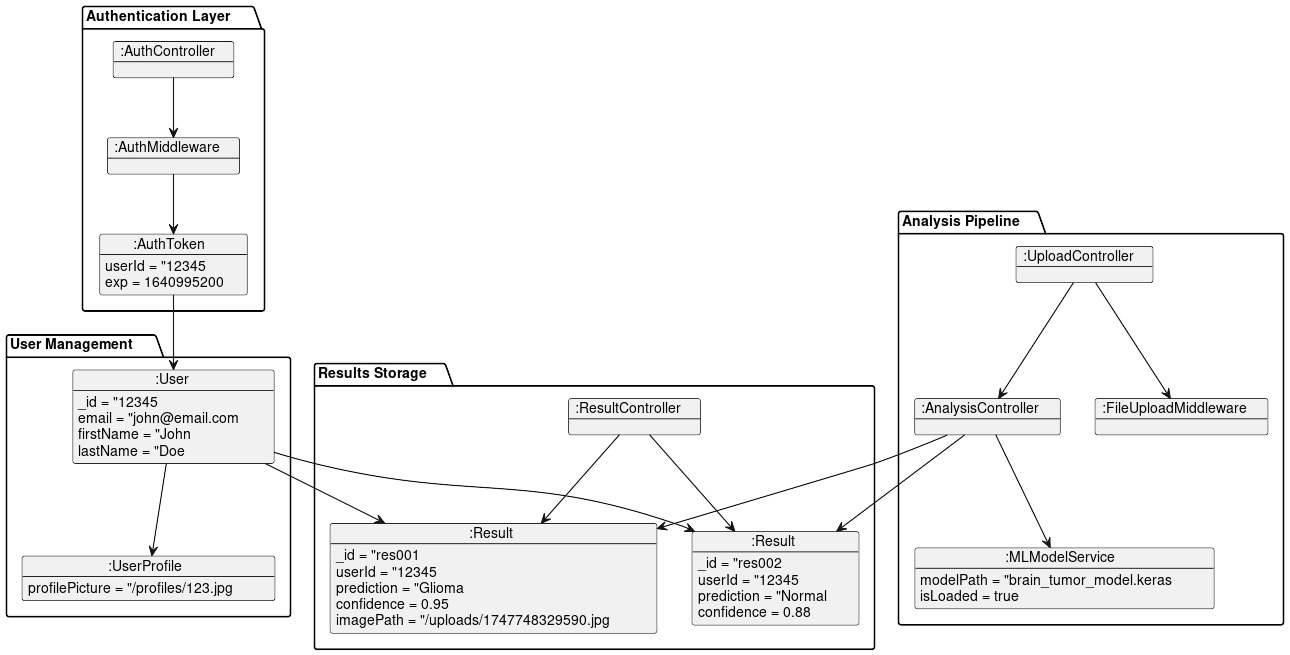 Authentication Layer
:AuthController
:AuthMiddleware
:AuthToken
userId = "12345
exp = 1640995200
User Management
:User
_id = "12345
email = "john@email.com
firstName = "John
lastName = "Doe
:UserProfile
profilePicture = "/profiles/123.jpg
Results Storage
:ResultController
:Result
_id = "res001
userId = "12345
prediction = "Glioma
confidence = 0.95
imagePath = "/uploads/1747748329590.jpg
:Result
_id = "res002
userId = "12345
prediction = "Normal
confidence = 0.88
Analysis Pipeline
:UploadController
:AnalysisController
:FileUploadMiddleware
:MLModelService
modelPath = "brain_tumor_model.keras
isLoaded = true